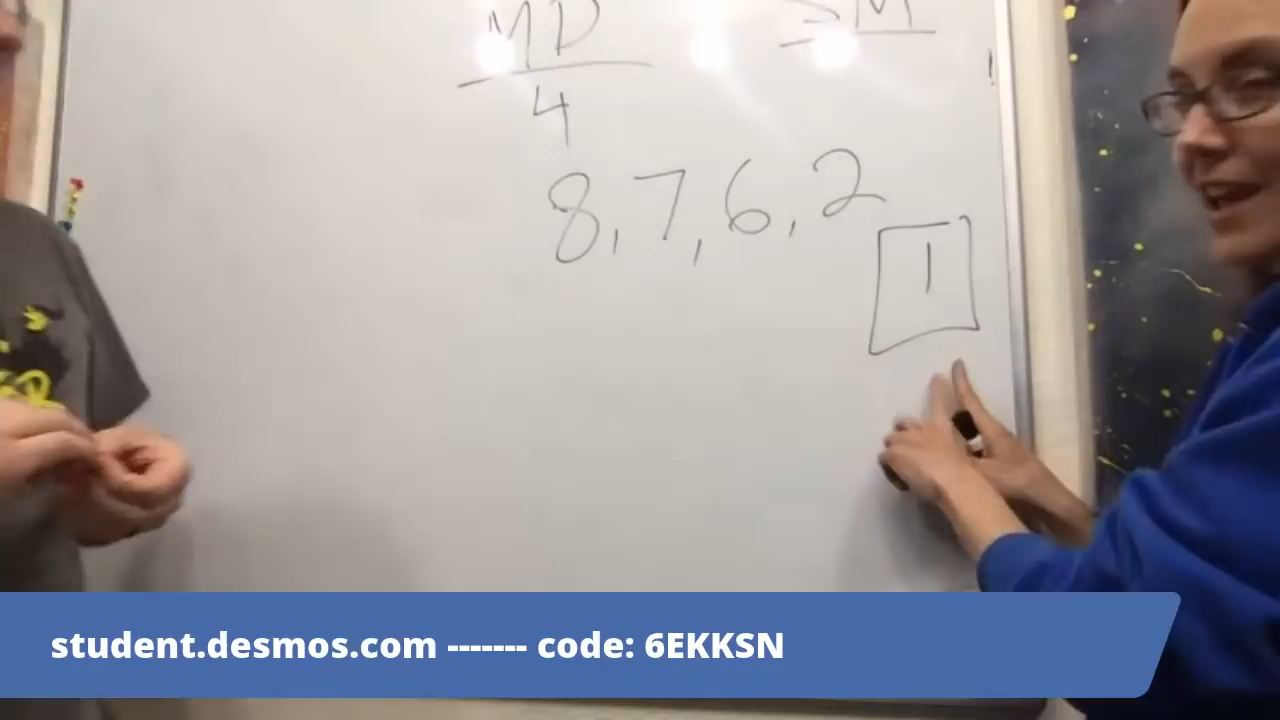 MD
M
4
8, 7, 6, 2
1
student.desmos.com ------- code: 6EKKSN